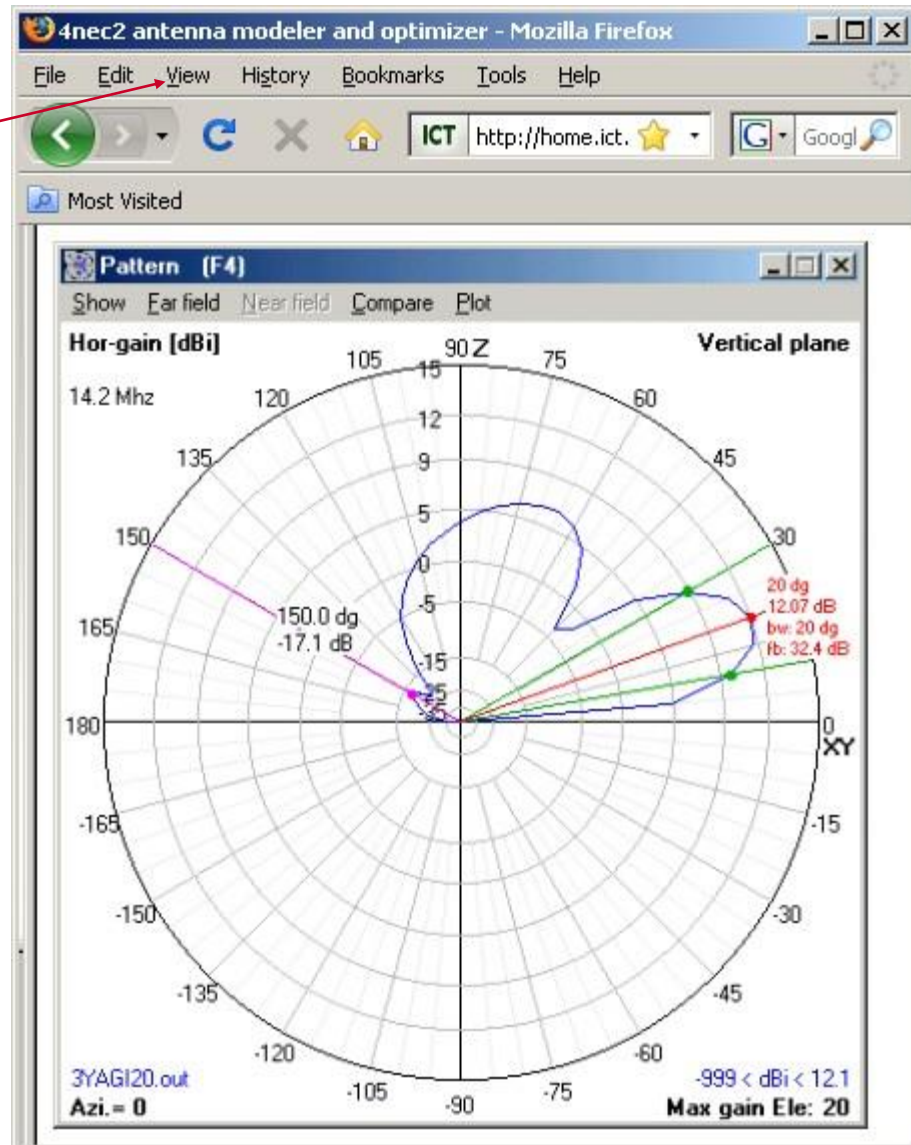 4nec2 antenna modeler and optimizer - Mozilla Firefox
File Edit View History Bookmarks Tools Help
ICT http://home.ict. G Googl
Most Visited
Pattern (F4)
Show Far field Near field Compare Plot
Hor-gain [dBi]
Vertical plane
14.2 Mhz
90 Z
105
75
120
60
135
45
150
30
165
180
0
XY
-165
-15
-150
-30
-135
-45
-120
-60
-105
-75
-90
15
12
9
5
0
-5
-15
150.0 dg
-17.1 dB
20 dg
12.07 dB
bw: 20 dg
fb: 32.4 dB
3YAGI20.out
-999 < dBi < 12.1
Azi.= 0
Max gain Ele: 20